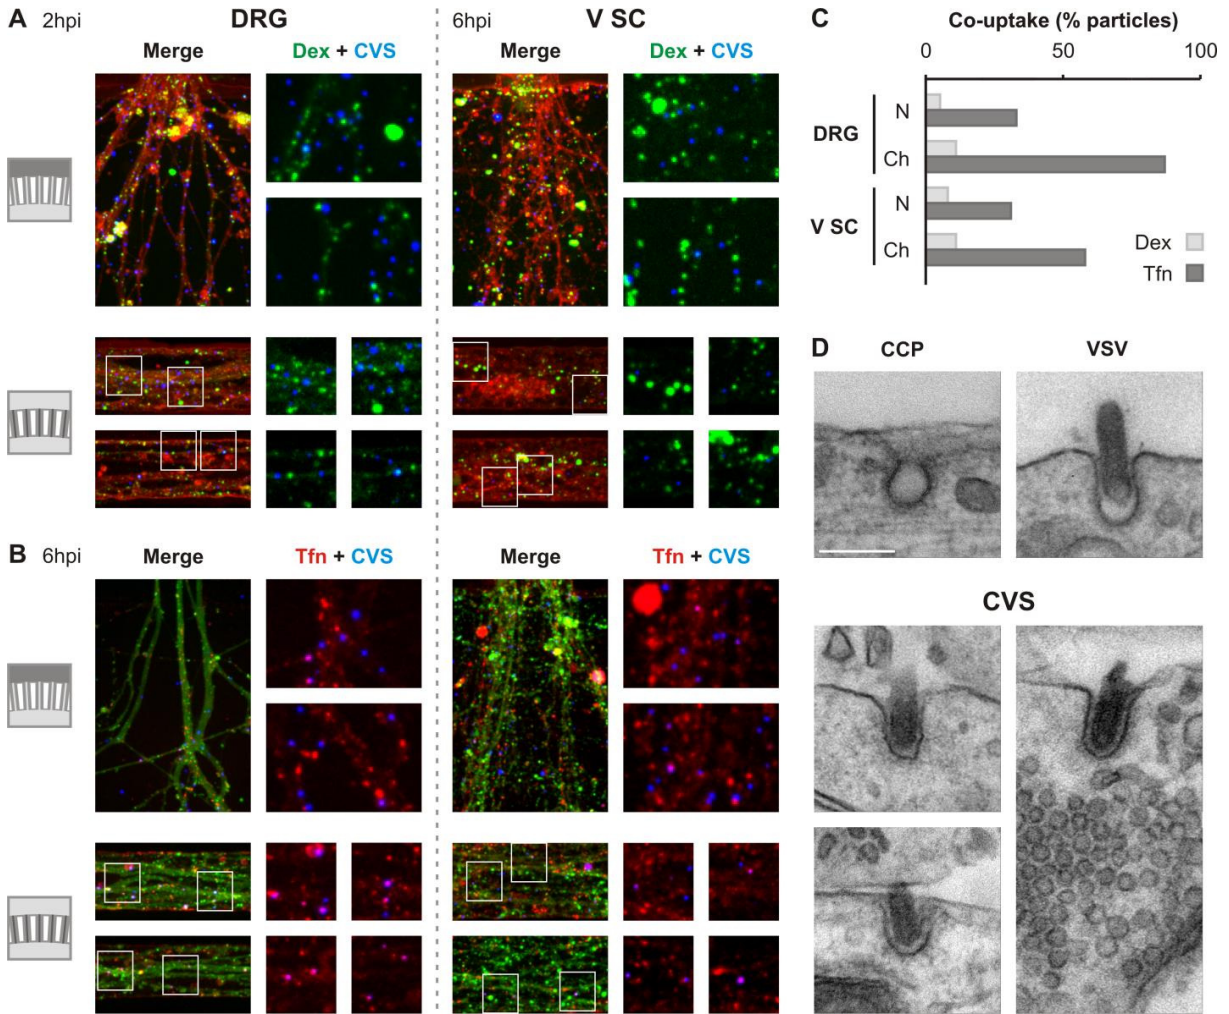 A 2hpi DRG 6hpi V SC
Merge Dex + CVS Merge Dex + CVS
B 6hpi
Merge Tfn + CVS Merge Tfn + CVS
C
Co-uptake (% particles)
0 50 100
DRG
N
Ch
V SC
N
Ch
Dex
Tfn
D
CCP VSV
CVS